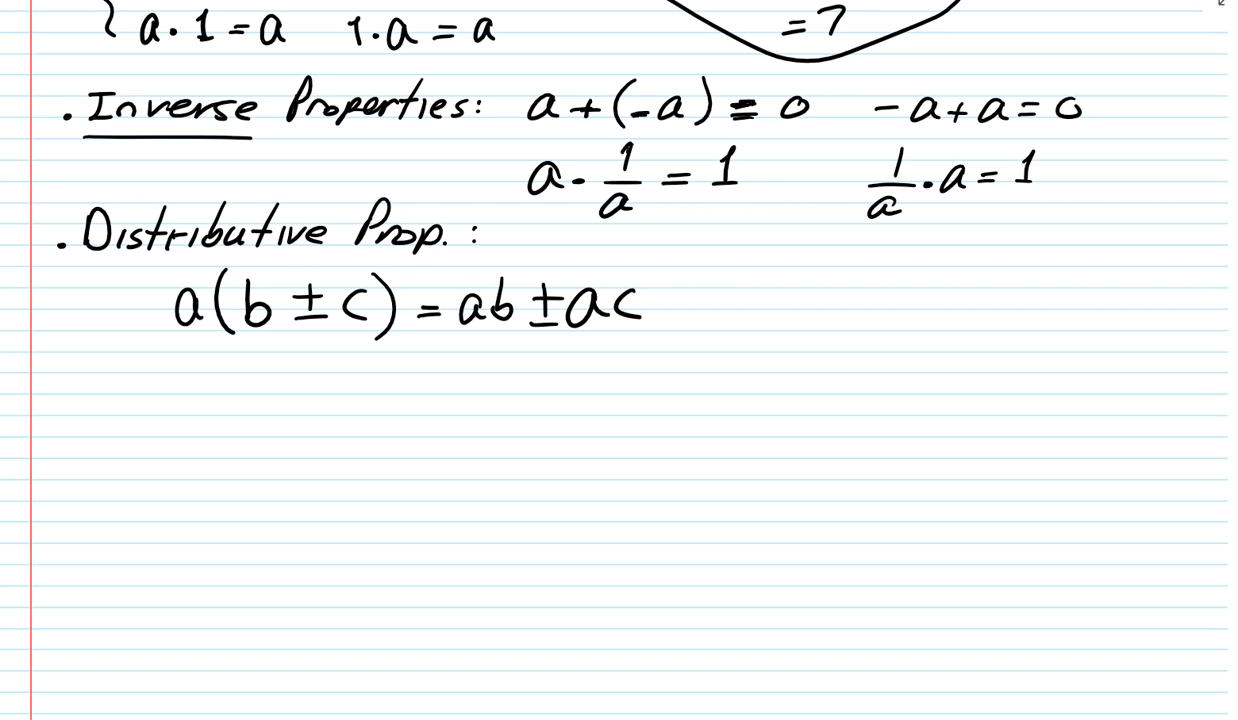 { a · 1 = a   1 · a = a   = 7
. Inverse Properties: a + (-a) = 0   -a + a = 0
a · 1/a = 1   1/a · a = 1
. Distributive Prop. :
a(b ± c) = ab ± ac